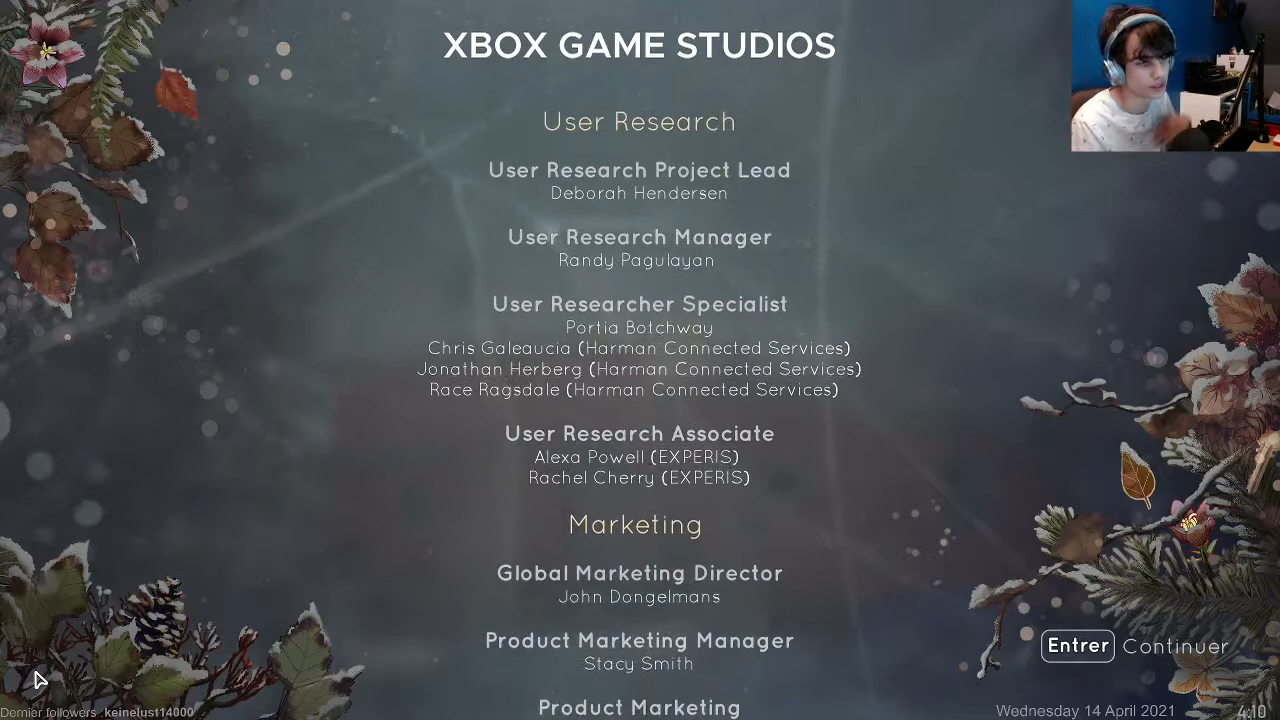 XBOX GAME STUDIOS
User Research
User Research Project Lead
Deborah Hendersen
User Research Manager
Randy Pagulayan
User Researcher Specialist
Portia Botchway
Chris Galeaucia (Harman Connected Services)
Jonathan Herberg (Harman Connected Services)
Race Ragsdale (Harman Connected Services)
User Research Associate
Alexa Powell (EXPERIS)
Rachel Cherry (EXPERIS)
Marketing
Global Marketing Director
John Dongelmans
Product Marketing Manager
Stacy Smith
Entrer Continuer
Product Marketing
Dernier followers .keinelust14000
Wednesday 14 April 2021 4:10